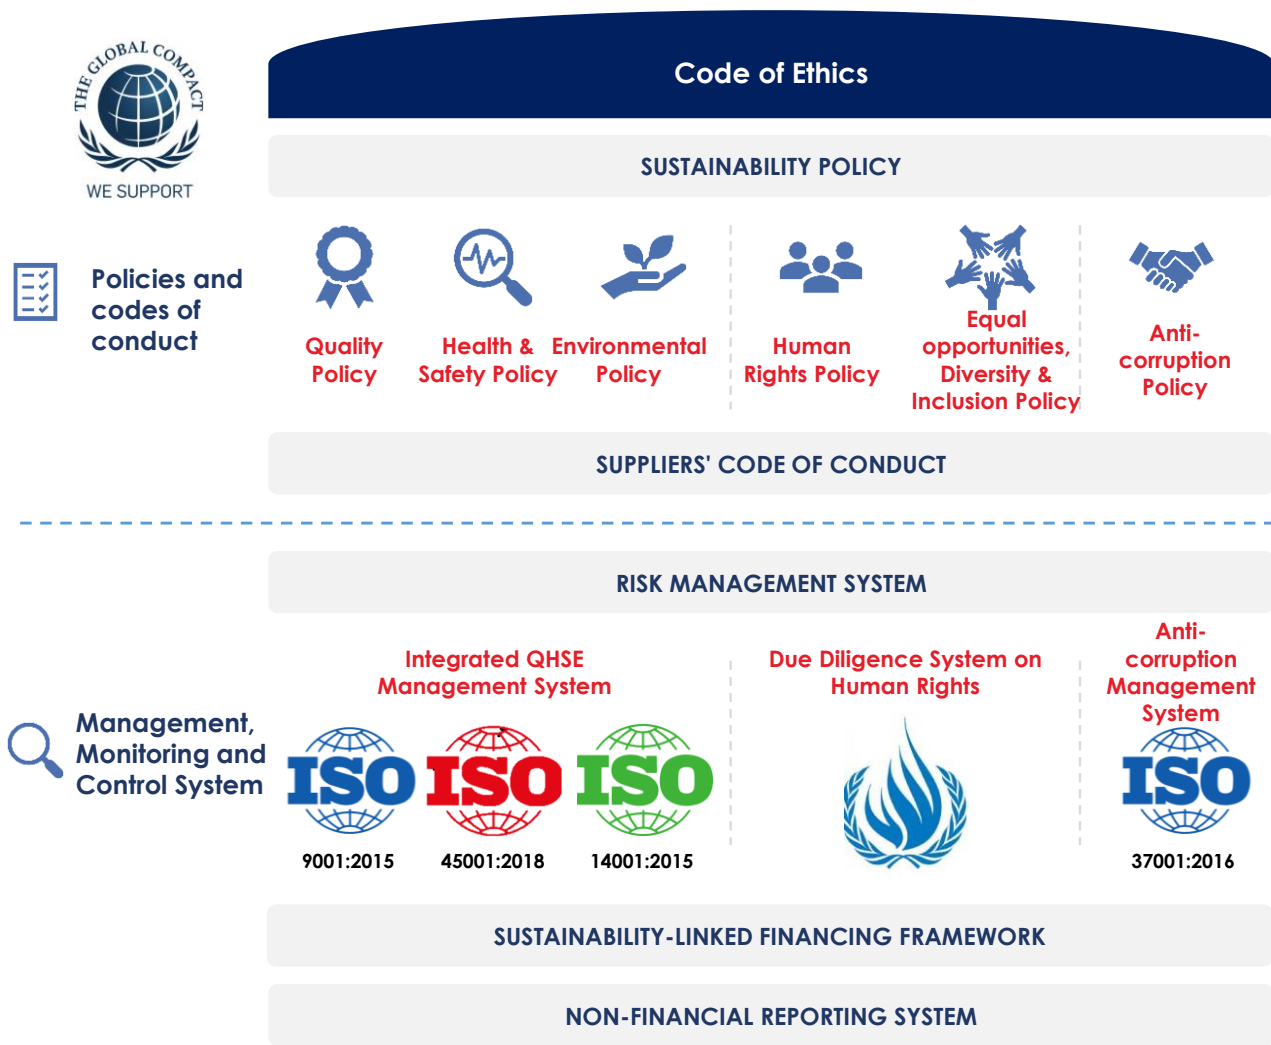 THE GLOBAL COMPACT
WE SUPPORT
Code of Ethics
SUSTAINABILITY POLICY
Policies and
codes of
conduct
Quality
Policy
Health &
Safety Policy
Environmental
Policy
Human
Rights Policy
Equal
opportunities,
Diversity &
Inclusion Policy
Anti-
corruption
Policy
SUPPLIERS' CODE OF CONDUCT
RISK MANAGEMENT SYSTEM
Management,
Monitoring and
Control System
Integrated QHSE
Management System
ISO
9001:2015
ISO
45001:2018
ISO
14001:2015
Due Diligence System on
Human Rights
Anti-
corruption
Management
System
ISO
37001:2016
SUSTAINABILITY-LINKED FINANCING FRAMEWORK
NON-FINANCIAL REPORTING SYSTEM